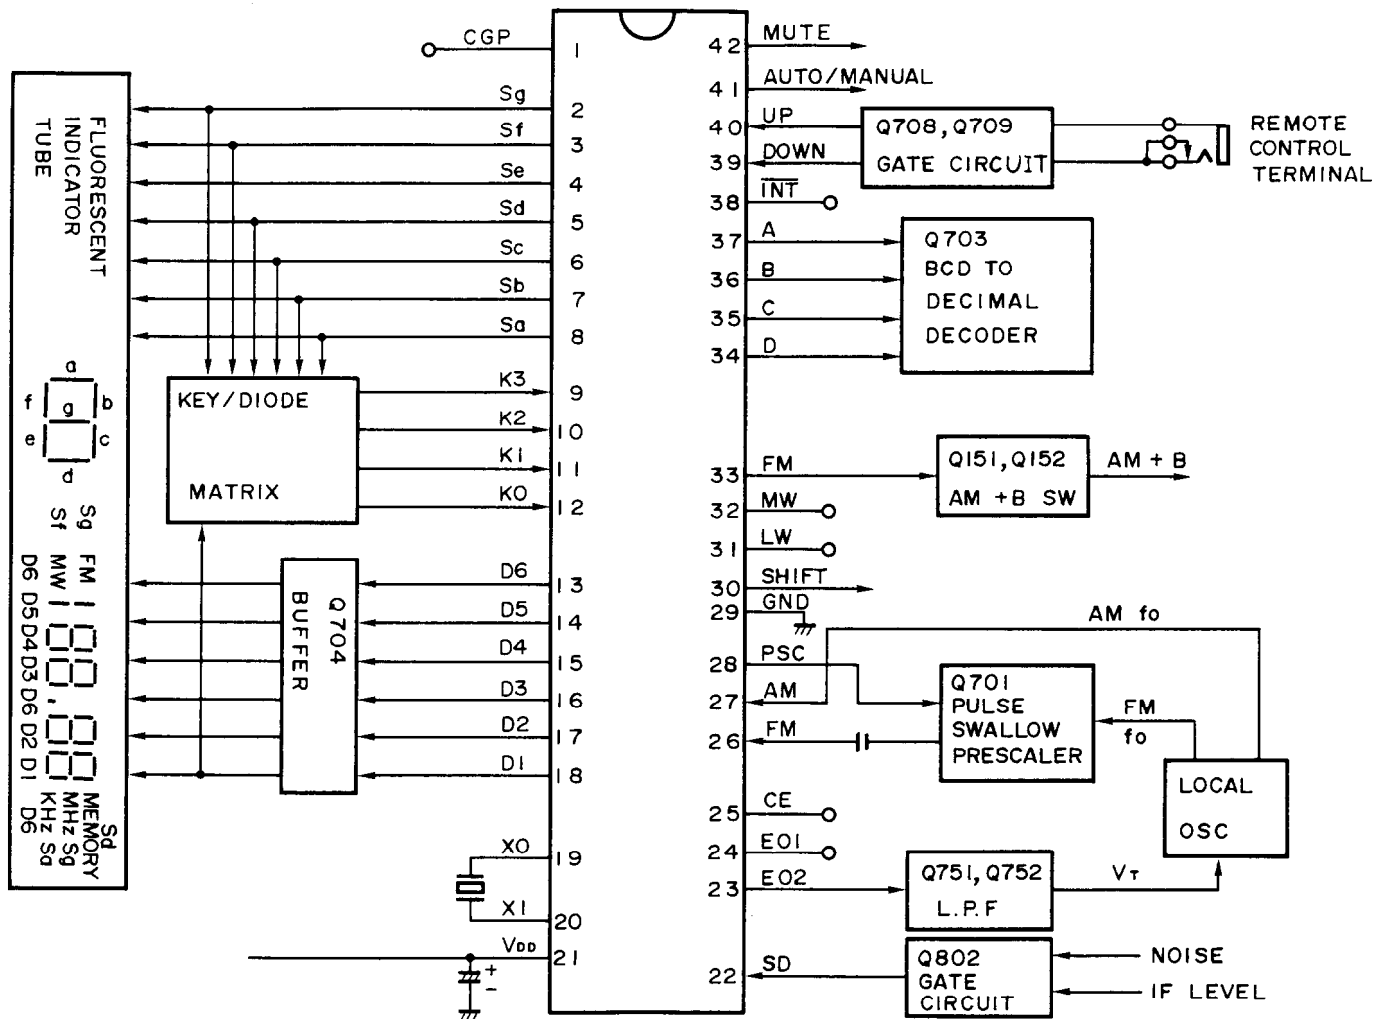 CGP
1
FLUORESCENT
INDICATOR
TUBE
Sg
2
Sf
3
Se
4
Sd
5
Sc
6
Sb
7
Sa
8
a
f
g
b
e
c
d
KEY/DIODE
MATRIX
K3
9
K2
10
K1
11
K0
12
Sg
Sf
FM
MW
D6 D5 D4 D3 D6 D2 D1 D6
Sd
MEMORY
MHz Sg
KHz Sa
Q704
BUFFER
D6
13
D5
14
D4
15
D3
16
D2
17
D1
18
X0
19
X1
20
VDD
21
+
-
42
MUTE
41
AUTO/MANUAL
40
UP
39
DOWN
Q708, Q709
GATE CIRCUIT
REMOTE
CONTROL
TERMINAL
38
INT
37
A
36
B
35
C
34
D
Q703
BCD TO
DECIMAL
DECODER
33
FM
Q151, Q152
AM +B SW
AM + B
32
MW
31
LW
30
SHIFT
29
GND
AM fo
28
PSC
27
AM
26
FM
Q701
PULSE
SWALLOW
PRESCALER
FM
fo
LOCAL
OSC
25
CE
24
EO1
23
EO2
Q751, Q752
L.P.F
VT
22
SD
Q802
GATE
CIRCUIT
NOISE
IF LEVEL